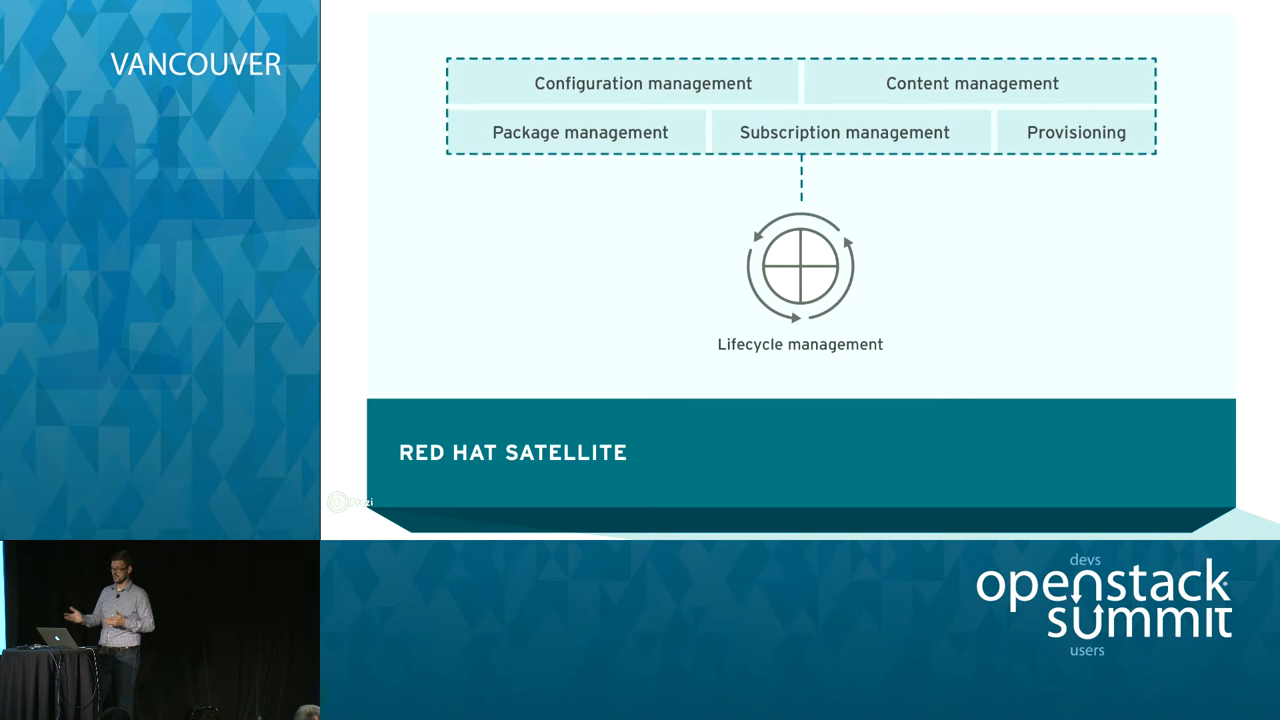 VANCOUVER
Configuration management
Content management
Package management
Subscription management
Provisioning
Lifecycle management
RED HAT SATELLITE
Prezi
devs
openstack
summit
users